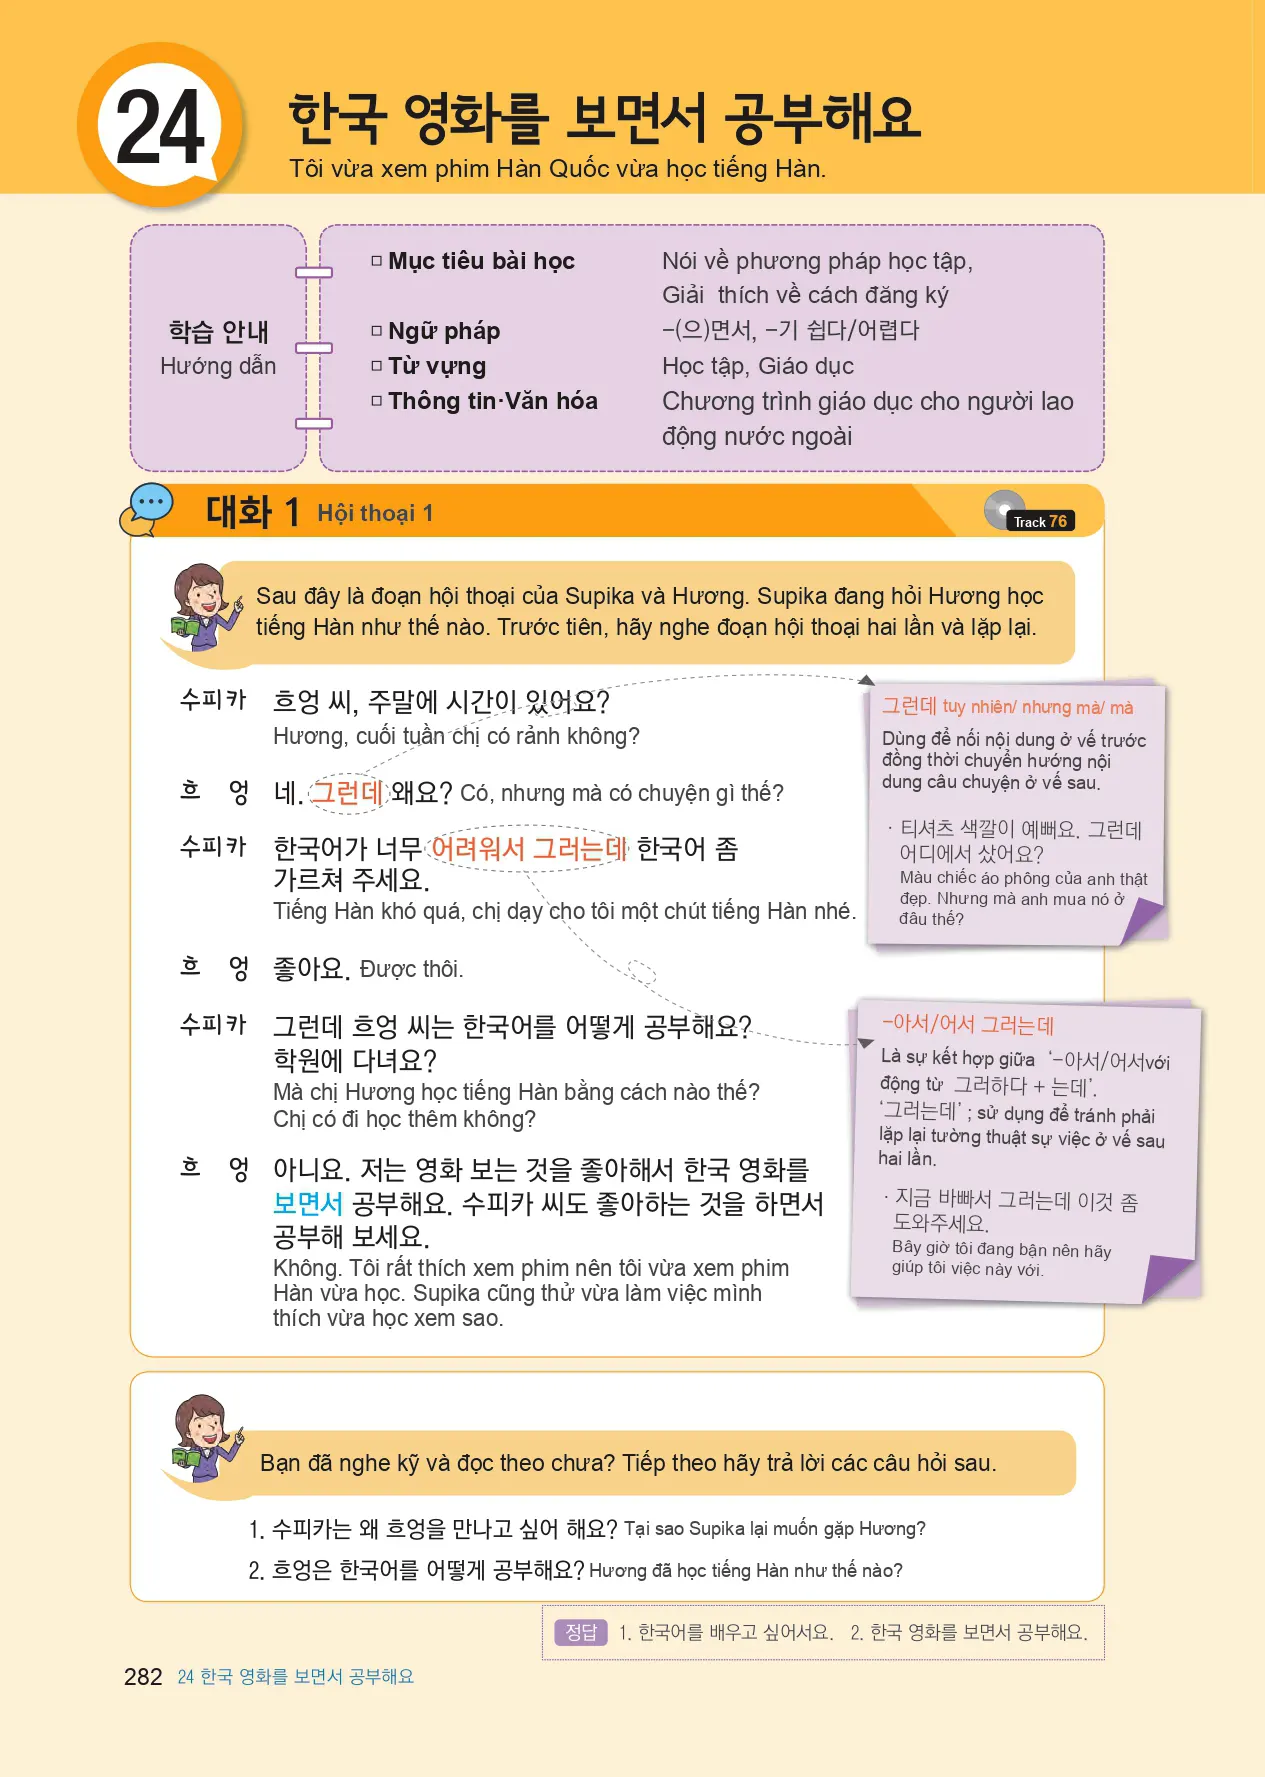 24
한국 영화를 보면서 공부해요
Tôi vừa xem phim Hàn Quốc vừa học tiếng Hàn.
학습 안내
Hướng dẫn
□ Mục tiêu bài học Nói về phương pháp học tập,
Giải thích về cách đăng ký
□ Ngữ pháp –(으)면서, –기 쉽다/어렵다
□ Từ vựng Học tập, Giáo dục
□ Thông tin·Văn hóa Chương trình giáo dục cho người lao
động nước ngoài
대화 1 Hội thoại 1
Track 76
Sau đây là đoạn hội thoại của Supika và Hương. Supika đang hỏi Hương học
tiếng Hàn như thế nào. Trước tiên, hãy nghe đoạn hội thoại hai lần và lặp lại.
수피카 흐엉 씨, 주말에 시간이 있어요?
Hương, cuối tuần chị có rảnh không?
흐 엉 네. 그런데 왜요? Có, nhưng mà có chuyện gì thế?
수피카 한국어가 너무 어려워서 그러는데 한국어 좀
가르쳐 주세요.
Tiếng Hàn khó quá, chị dạy cho tôi một chút tiếng Hàn nhé.
흐 엉 좋아요. Được thôi.
수피카 그런데 흐엉 씨는 한국어를 어떻게 공부해요?
학원에 다녀요?
Mà chị Hương học tiếng Hàn bằng cách nào thế?
Chị có đi học thêm không?
흐 엉 아니요. 저는 영화 보는 것을 좋아해서 한국 영화를
보면서 공부해요. 수피카 씨도 좋아하는 것을 하면서
공부해 보세요.
Không. Tôi rất thích xem phim nên tôi vừa xem phim
Hàn vừa học. Supika cũng thử vừa làm việc mình
thích vừa học xem sao.
그런데 tuy nhiên/ nhưng mà/ mà
Dùng để nối nội dung ở vế trước
đồng thời chuyển hướng nội
dung câu chuyện ở vế sau.
· 티셔츠 색깔이 예뻐요. 그런데
어디에서 샀어요?
Màu chiếc áo phông của anh thật
đẹp. Nhưng mà anh mua nó ở
đâu thế?
–아서/어서 그러는데
Là sự kết hợp giữa ‘–아서/어서với
động từ 그러하다 + 는데’.
‘그러는데’ ; sử dụng để tránh phải
lặp lại tường thuật sự việc ở vế sau
hai lần.
· 지금 바빠서 그러는데 이것 좀
도와주세요.
Bây giờ tôi đang bận nên hãy
giúp tôi việc này với.
Bạn đã nghe kỹ và đọc theo chưa? Tiếp theo hãy trả lời các câu hỏi sau.
1. 수피카는 왜 흐엉을 만나고 싶어 해요? Tại sao Supika lại muốn gặp Hương?
2. 흐엉은 한국어를 어떻게 공부해요? Hương đã học tiếng Hàn như thế nào?
정답 1. 한국어를 배우고 싶어서요. 2. 한국 영화를 보면서 공부해요.
282 24 한국 영화를 보면서 공부해요